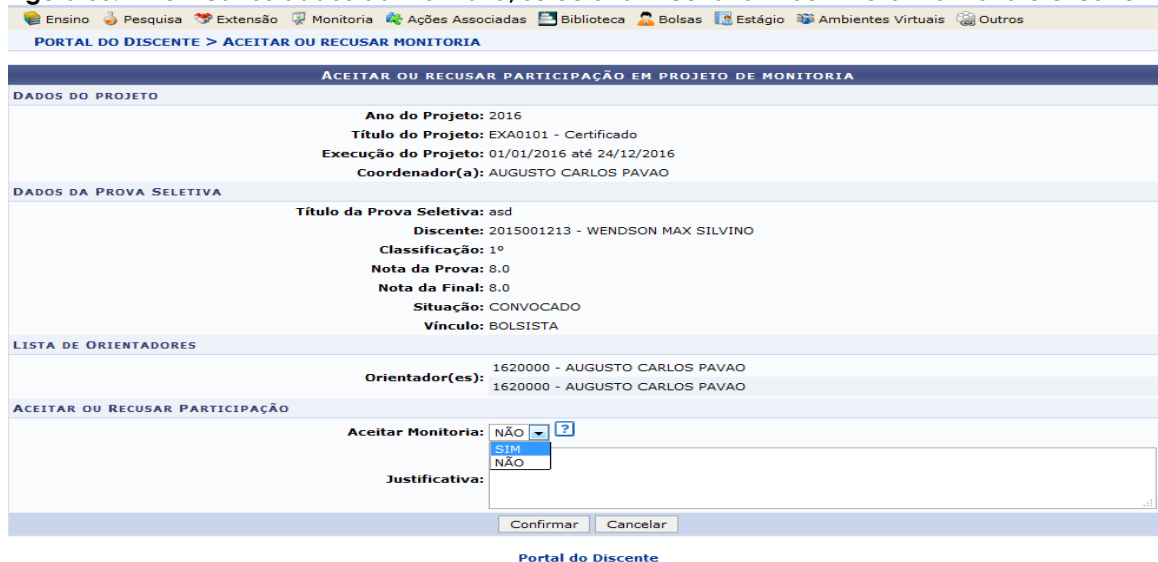 Ensino Pesquisa Extensão Monitoria Ações Associadas Biblioteca Bolsas Estágio Ambientes Virtuais Outros
PORTAL DO DISCENTE > ACEITAR OU RECUSAR MONITORIA
ACEITAR OU RECUSAR PARTICIPAÇÃO EM PROJETO DE MONITORIA
DADOS DO PROJETO
Ano do Projeto: 2016
Título do Projeto: EXA0101 - Certificado
Execução do Projeto: 01/01/2016 até 24/12/2016
Coordenador(a): AUGUSTO CARLOS PAVAO
DADOS DA PROVA SELETIVA
Título da Prova Seletiva: asd
Discente: 2015001213 - WENDSON MAX SILVINO
Classificação: 1º
Nota da Prova: 8.0
Nota da Final: 8.0
Situação: CONVOCADO
Vínculo: BOLSISTA
LISTA DE ORIENTADORES
Orientador(es): 1620000 - AUGUSTO CARLOS PAVAO
1620000 - AUGUSTO CARLOS PAVAO
ACEITAR OU RECUSAR PARTICIPAÇÃO
Aceitar Monitoria: NÃO ?
SIM
NÃO
Justificativa:
Confirmar Cancelar
Portal do Discente